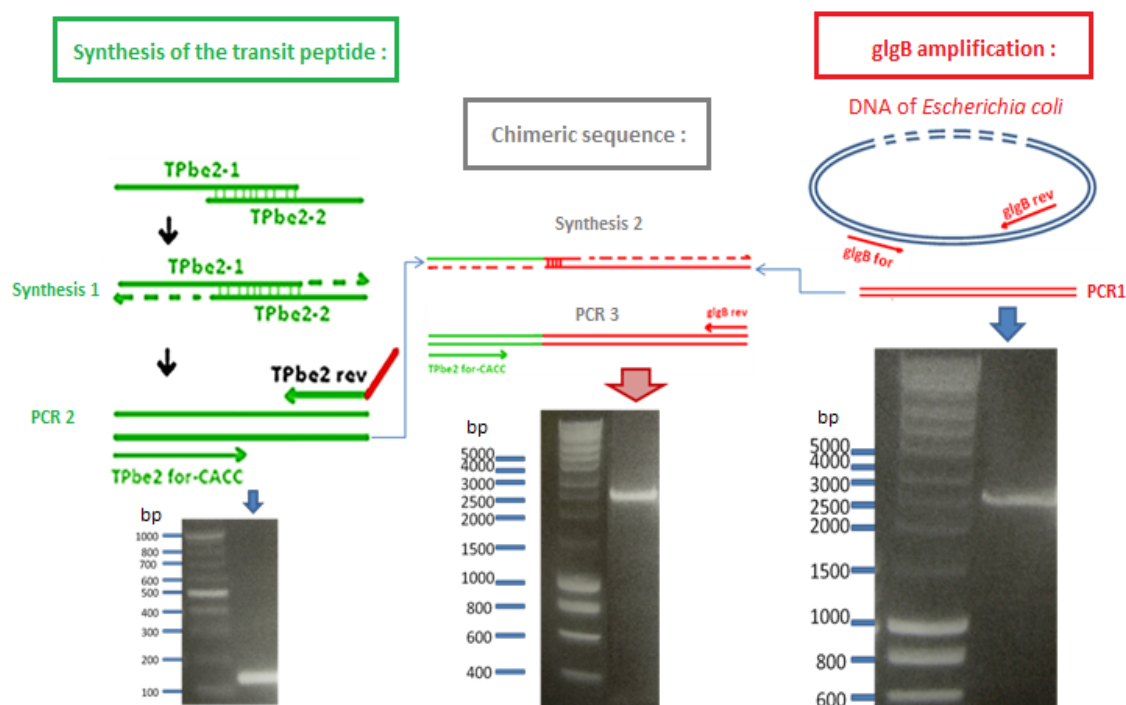 Synthesis of the transit peptide :
TPbe2-1
TPbe2-2
Synthesis 1
TPbe2-1
TPbe2-2
PCR 2
TPbe2 rev
TPbe2 for-CACC
bp
1000
800
700
600
500
400
300
200
100
Chimeric sequence :
Synthesis 2
PCR 3
glgB rev
TPbe2 for-CACC
bp
5000
4000
3000
2500
2000
1500
1000
800
600
400
glgB amplification :
DNA of Escherichia coli
glgB rev
glgB for
PCR1
bp
5000
4000
3000
2500
2000
1500
1000
800
600